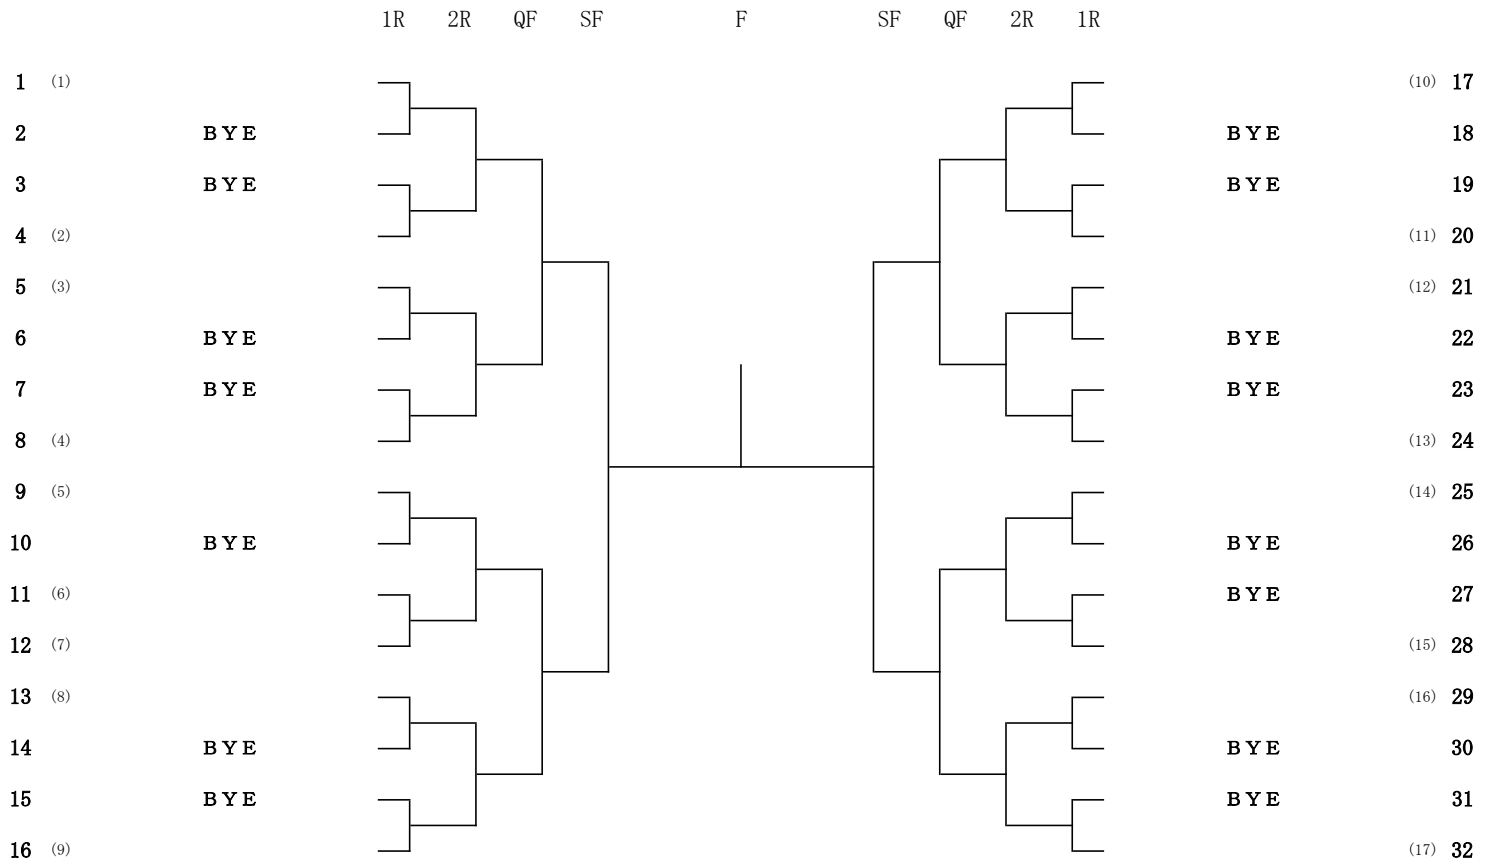 1R 2R QF SF F SF QF 2R 1R
1 (1) (10) 17
2 BYE BYE 18
3 BYE BYE 19
4 (2) (11) 20
5 (3) (12) 21
6 BYE BYE 22
7 BYE BYE 23
8 (4) (13) 24
9 (5) (14) 25
10 BYE BYE 26
11 (6) BYE 27
12 (7) (15) 28
13 (8) (16) 29
14 BYE BYE 30
15 BYE BYE 31
16 (9) (17) 32